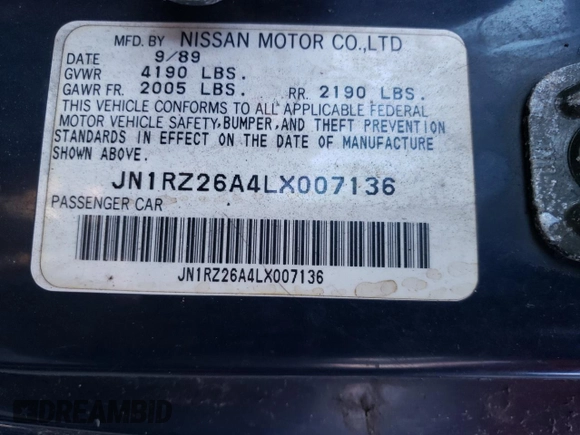 MFD. BY NISSAN MOTOR CO.,LTD
DATE 9/89
GVWR 4190 LBS.
GAWR FR. 2005 LBS. RR. 2190 LBS.
THIS VEHICLE CONFORMS TO ALL APPLICABLE FEDERAL
MOTOR VEHICLE SAFETY, BUMPER, AND THEFT PREVENTION
STANDARDS IN EFFECT ON THE DATE OF MANUFACTURE
SHOWN ABOVE.
JN1RZ26A4LX007136
PASSENGER CAR
JN1RZ26A4LX007136
DREAMBID